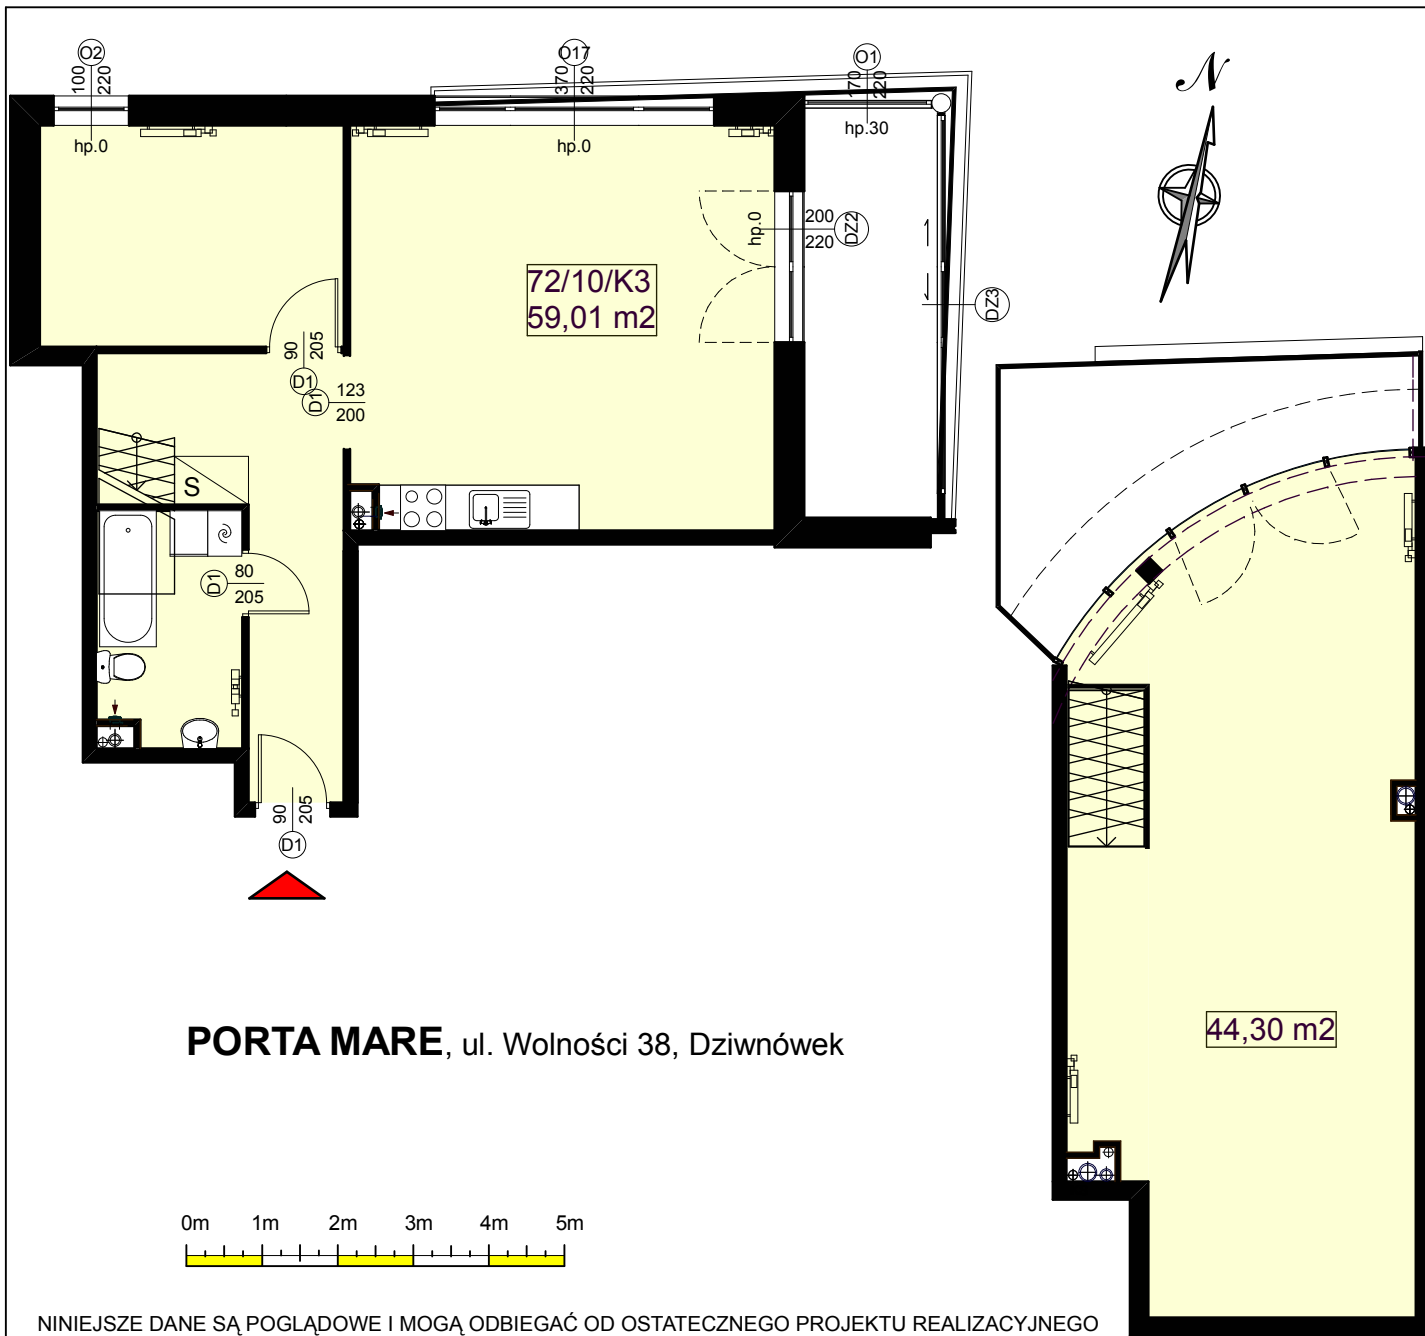 O2
100
220
hp.0
O17
370
220
hp.0
O1
170
220
hp.30
N
hp.0
200
220
DZ2
DZ3
72/10/K3
59,01 m2
90
205
D1
D1
123
200
S
D1
80
205
90
205
D1
44,30 m2
PORTA MARE, ul. Wolności 38, Dziwnówek
0m 1m 2m 3m 4m 5m
NINIEJSZE DANE SĄ POGLĄDOWE I MOGĄ ODBIEGAĆ OD OSTATECZNEGO PROJEKTU REALIZACYJNEGO